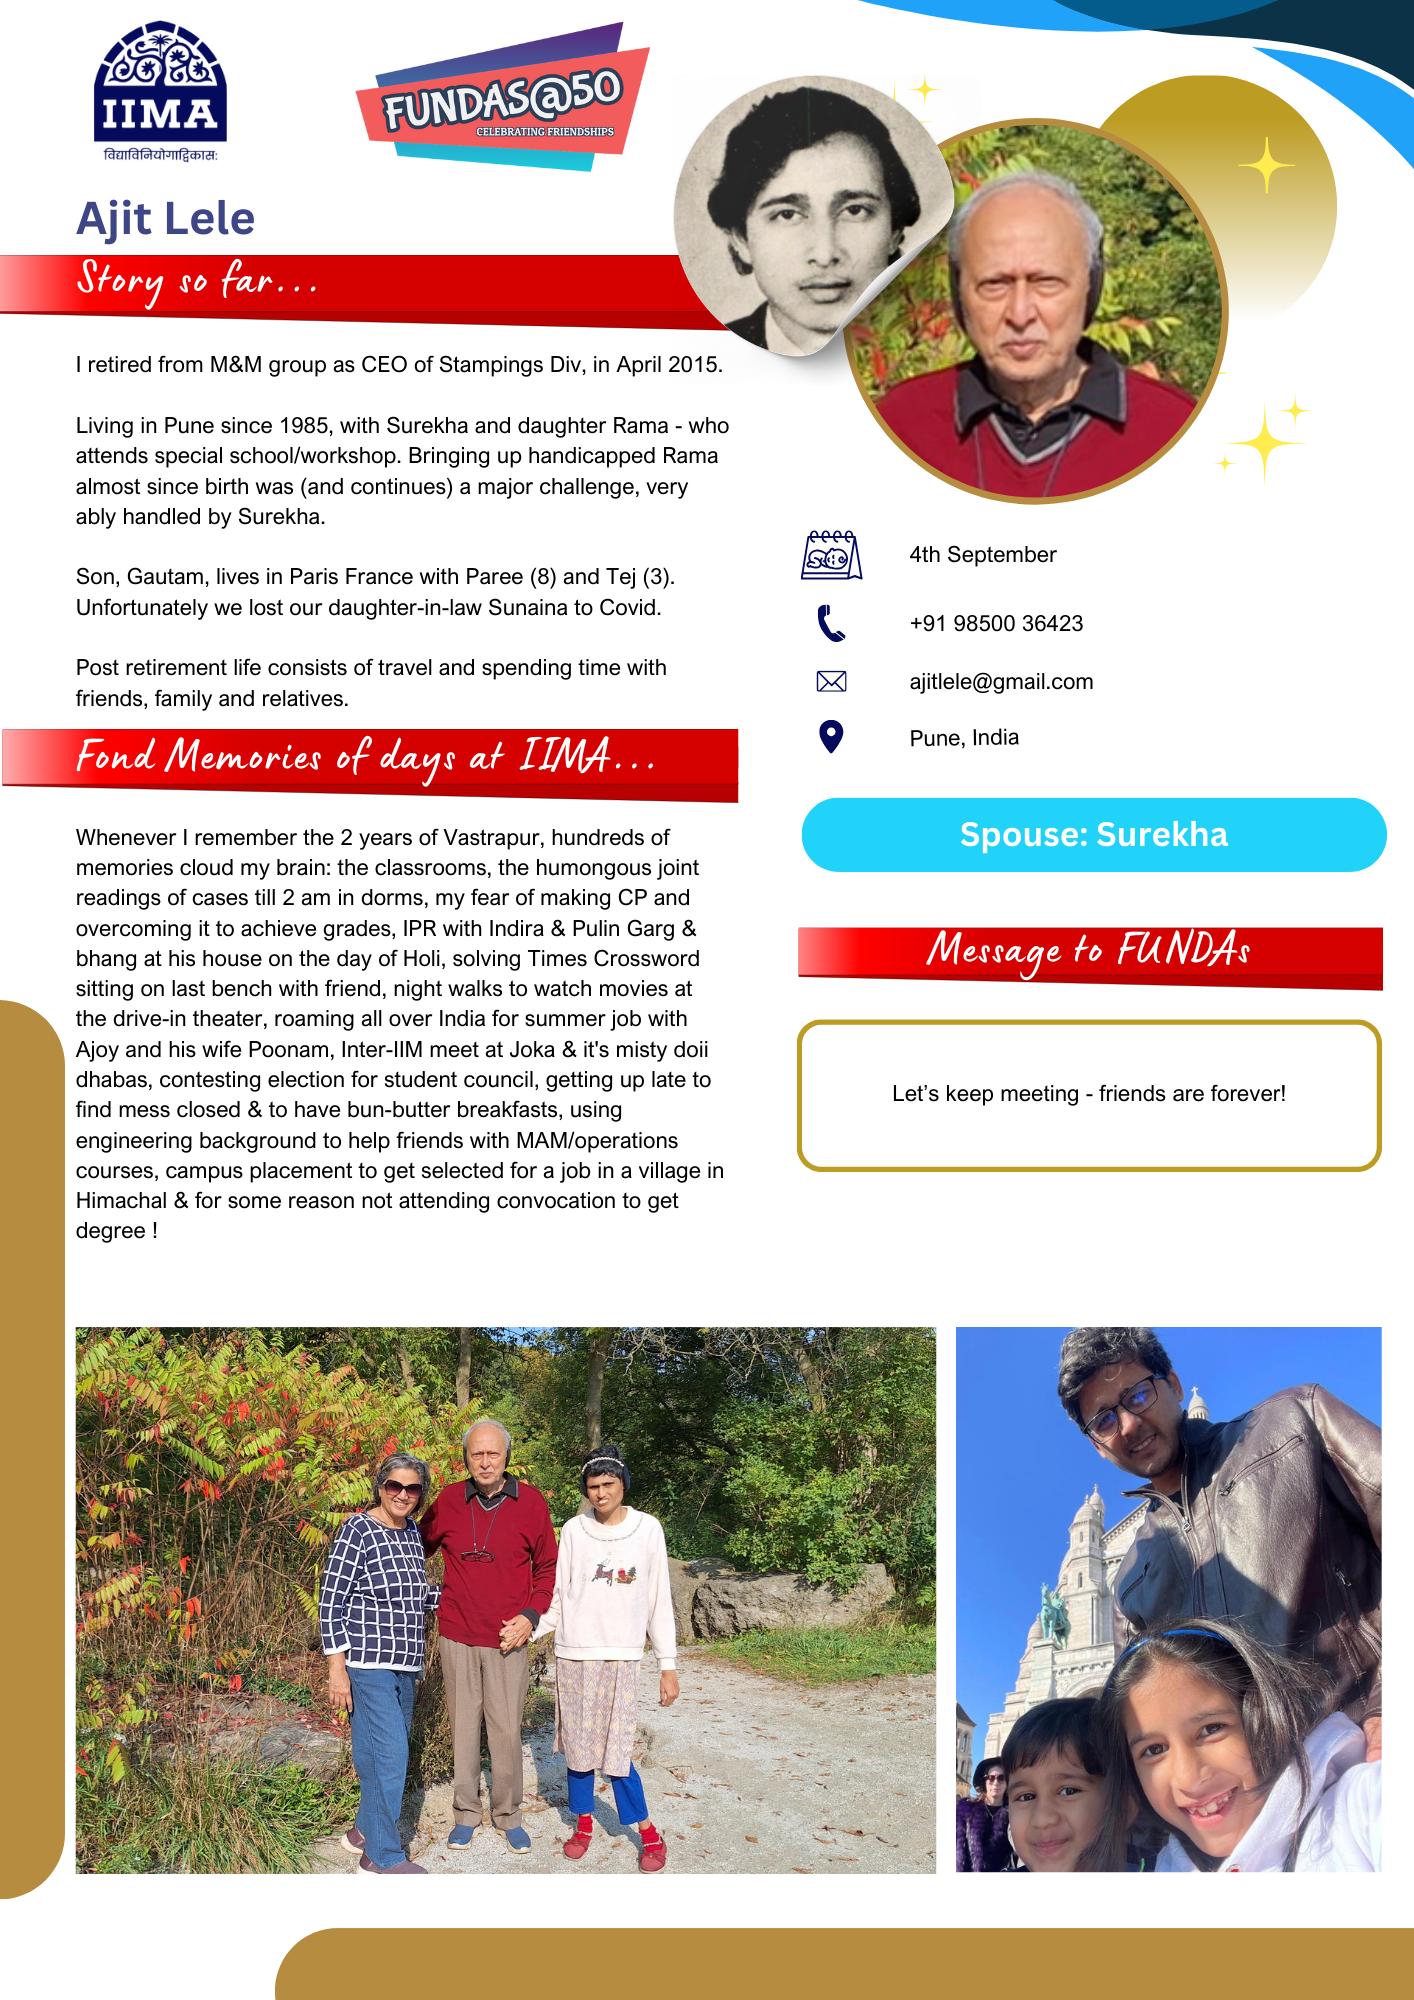 IIMA
विद्याविनियोगाद्विकास:
FUNDAS@50
CELEBRATING FRIENDSHIPS
Ajit Lele
Story so far...
I retired from M&M group as CEO of Stampings Div, in April 2015.
Living in Pune since 1985, with Surekha and daughter Rama - who
attends special school/workshop. Bringing up handicapped Rama
almost since birth was (and continues) a major challenge, very
ably handled by Surekha.
Son, Gautam, lives in Paris France with Paree (8) and Tej (3).
Unfortunately we lost our daughter-in-law Sunaina to Covid.
Post retirement life consists of travel and spending time with
friends, family and relatives.
Fond Memories of days at IIMA...
Whenever I remember the 2 years of Vastrapur, hundreds of
memories cloud my brain: the classrooms, the humongous joint
readings of cases till 2 am in dorms, my fear of making CP and
overcoming it to achieve grades, IPR with Indira & Pulin Garg &
bhang at his house on the day of Holi, solving Times Crossword
sitting on last bench with friend, night walks to watch movies at
the drive-in theater, roaming all over India for summer job with
Ajoy and his wife Poonam, Inter-IIM meet at Joka & it's misty doii
dhabas, contesting election for student council, getting up late to
find mess closed & to have bun-butter breakfasts, using
engineering background to help friends with MAM/operations
courses, campus placement to get selected for a job in a village in
Himachal & for some reason not attending convocation to get
degree !
4th September
+91 98500 36423
ajitlele@gmail.com
Pune, India
Spouse: Surekha
Message to FUNDAs
Let’s keep meeting - friends are forever!